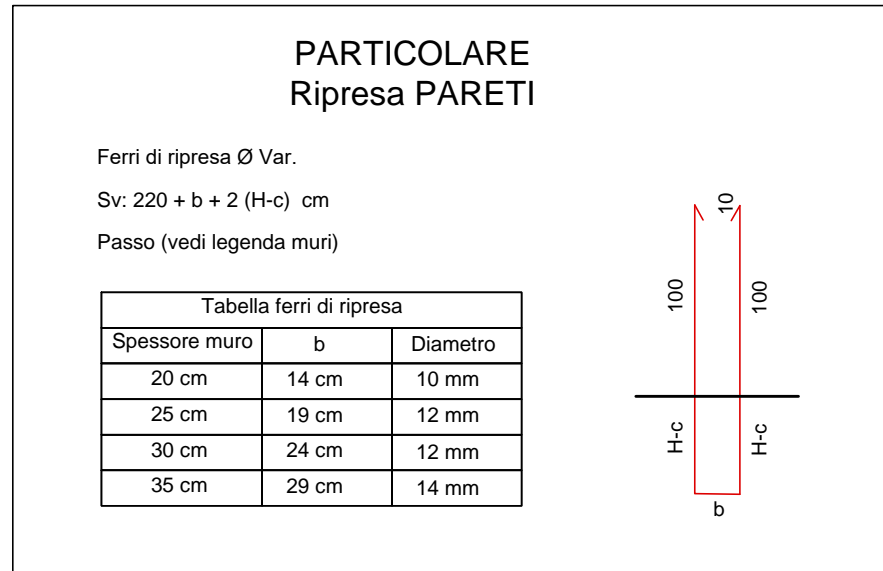 PARTICOLARE
Ripresa PARETI
Ferri di ripresa Ø Var.
Sv: 220 + b + 2 (H-c) cm
Passo (vedi legenda muri)
Tabella ferri di ripresa
Spessore muro b Diametro
20 cm 14 cm 10 mm
25 cm 19 cm 12 mm
30 cm 24 cm 12 mm
35 cm 29 cm 14 mm
10
100
100
H-c
H-c
b